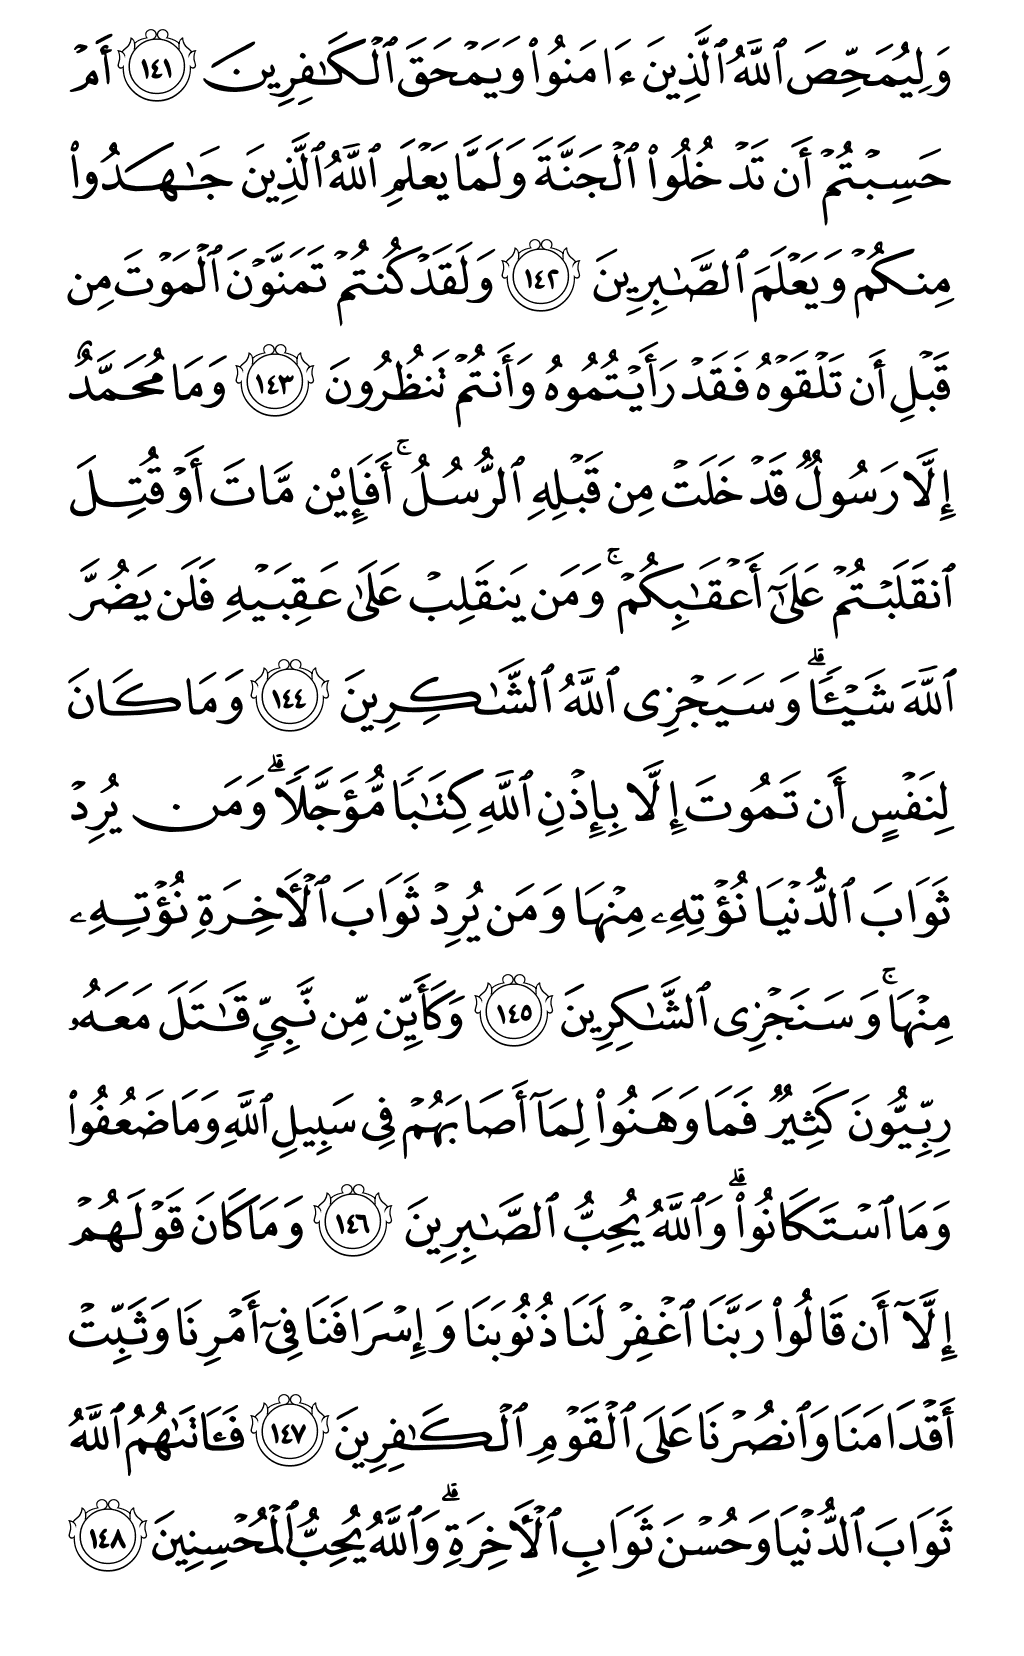 وَلِيُمَحِّصَ ٱللَّهُ ٱلَّذِينَ ءَامَنُوا۟ وَيَمْحَقَ ٱلْكَـٰفِرِينَ ١٤١ أَمْ
حَسِبْتُمْ أَن تَدْخُلُوا۟ ٱلْجَنَّةَ وَلَمَّا يَعْلَمِ ٱللَّهُ ٱلَّذِينَ جَـٰهَدُوا۟
مِنكُمْ وَيَعْلَمَ ٱلصَّـٰبِرِينَ ١٤٢ وَلَقَدْ كُنتُمْ تَمَنَّوْنَ ٱلْمَوْتَ مِن
قَبْلِ أَن تَلْقَوْهُ فَقَدْ رَأَيْتُمُوهُ وَأَنتُمْ تَنظُرُونَ ١٤٣ وَمَا مُحَمَّدٌ
إِلَّا رَسُولٌ قَدْ خَلَتْ مِن قَبْلِهِ ٱلرُّسُلُ ۚ أَفَإِي۟ن مَّاتَ أَوْ قُتِلَ
ٱنقَلَبْتُمْ عَلَىٰٓ أَعْقَـٰبِكُمْ ۚ وَمَن يَنقَلِبْ عَلَىٰ عَقِبَيْهِ فَلَن يَضُرَّ
ٱللَّهَ شَيْـًٔا ۗ وَسَيَجْزِى ٱللَّهُ ٱلشَّـٰكِرِينَ ١٤٤ وَمَا كَانَ
لِنَفْسٍ أَن تَمُوتَ إِلَّا بِإِذْنِ ٱللَّهِ كِتَـٰبًا مُّؤَجَّلًا ۗ وَمَن يُرِدْ
ثَوَابَ ٱلدُّنْيَا نُؤْتِهِۦ مِنْهَا وَمَن يُرِدْ ثَوَابَ ٱلْـَٔاخِرَةِ نُؤْتِهِۦ
مِنْهَا ۚ وَسَنَجْزِى ٱلشَّـٰكِرِينَ ١٤٥ وَكَأَيِّن مِّن نَّبِىٍّ قَـٰتَلَ مَعَهُۥ
رِبِّيُّونَ كَثِيرٌ فَمَا وَهَنُوا۟ لِمَآ أَصَابَهُمْ فِى سَبِيلِ ٱللَّهِ وَمَا ضَعُفُوا۟
وَمَا ٱسْتَكَانُوا۟ ۗ وَٱللَّهُ يُحِبُّ ٱلصَّـٰبِرِينَ ١٤٦ وَمَا كَانَ قَوْلَهُمْ
إِلَّآ أَن قَالُوا۟ رَبَّنَا ٱغْفِرْ لَنَا ذُنُوبَنَا وَإِسْرَافَنَا فِىٓ أَمْرِنَا وَثَبِّتْ
أَقْدَامَنَا وَٱنصُرْنَا عَلَى ٱلْقَوْمِ ٱلْكَـٰفِرِينَ ١٤٧ فَـَٔاتَىٰهُمُ ٱللَّهُ
ثَوَابَ ٱلدُّنْيَا وَحُسْنَ ثَوَابِ ٱلْـَٔاخِرَةِ ۗ وَٱللَّهُ يُحِبُّ ٱلْمُحْسِنِينَ ١٤٨